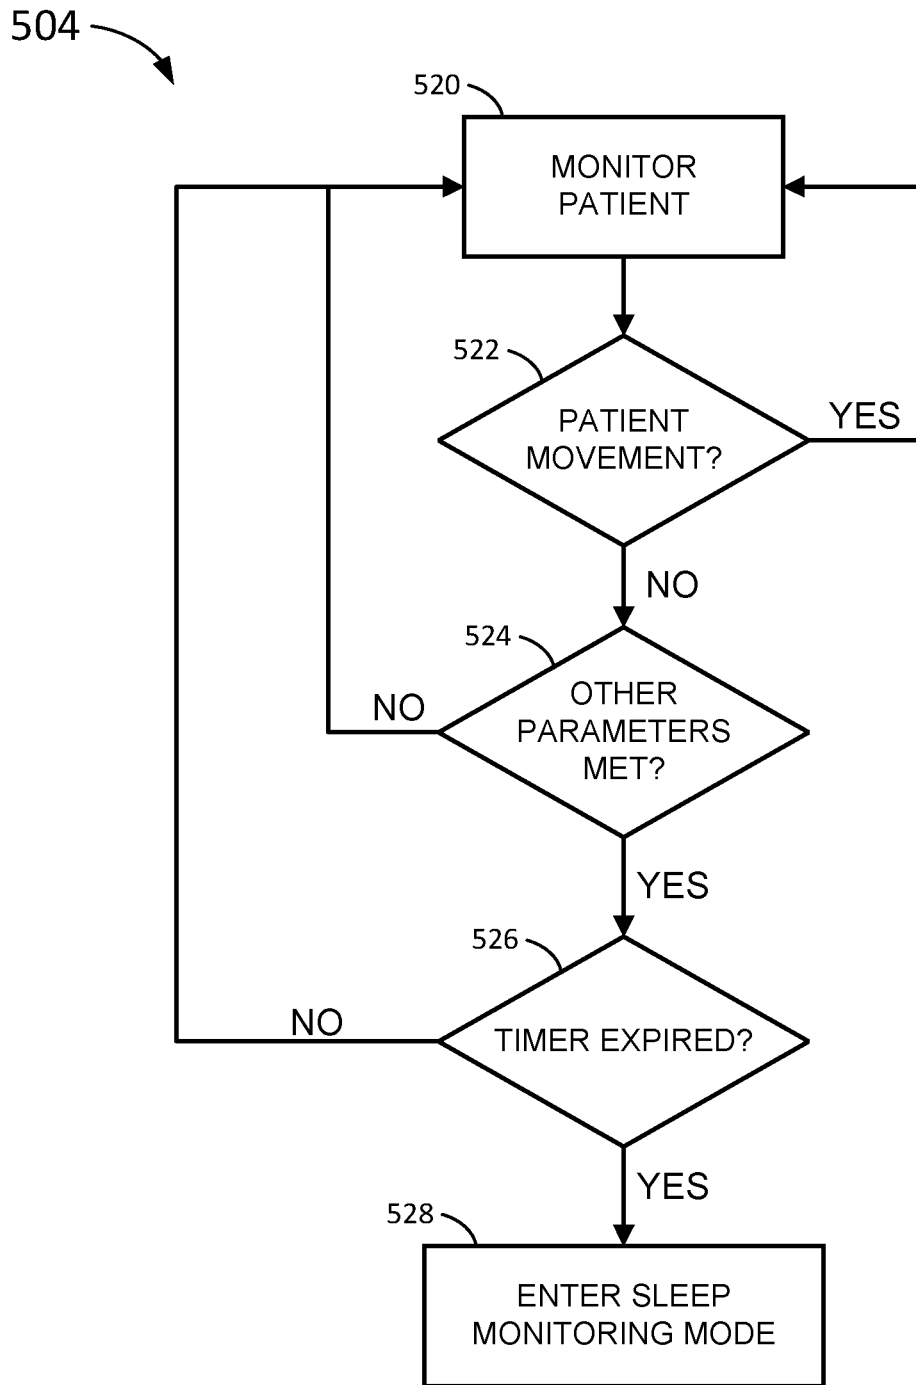 504
520
MONITOR
PATIENT
522
PATIENT
MOVEMENT?
YES
NO
524
OTHER
PARAMETERS
MET?
NO
YES
526
TIMER EXPIRED?
NO
YES
528
ENTER SLEEP
MONITORING MODE